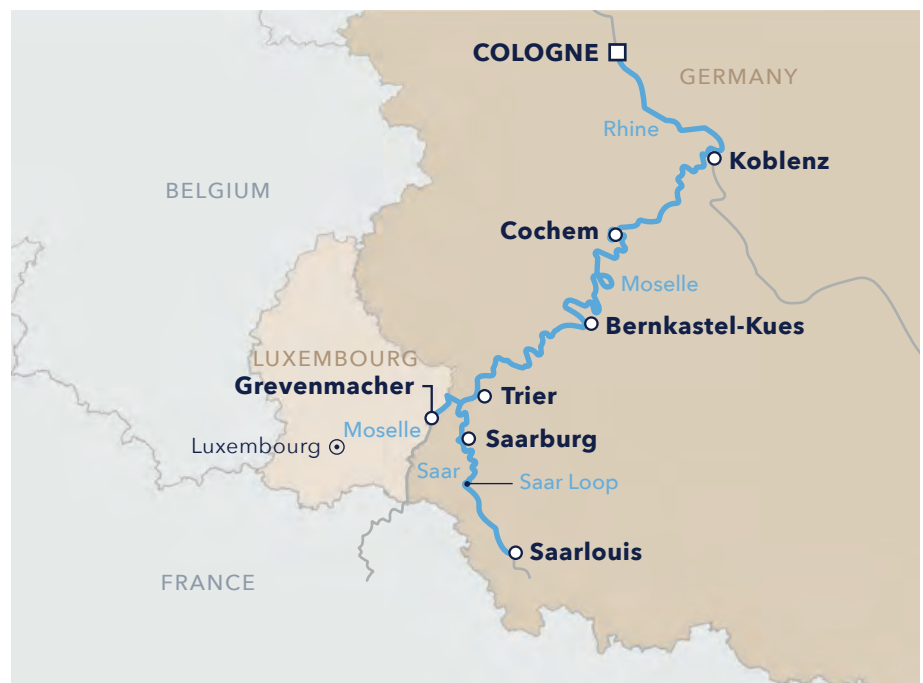 COLOGNE
GERMANY
Rhine
Koblenz
BELGIUM
Cochem
Moselle
Bernkastel-Kues
LUXEMBOURG
Grevenmacher
Trier
Moselle
Luxembourg
Saarburg
Saar
Saar Loop
Saarlouis
FRANCE